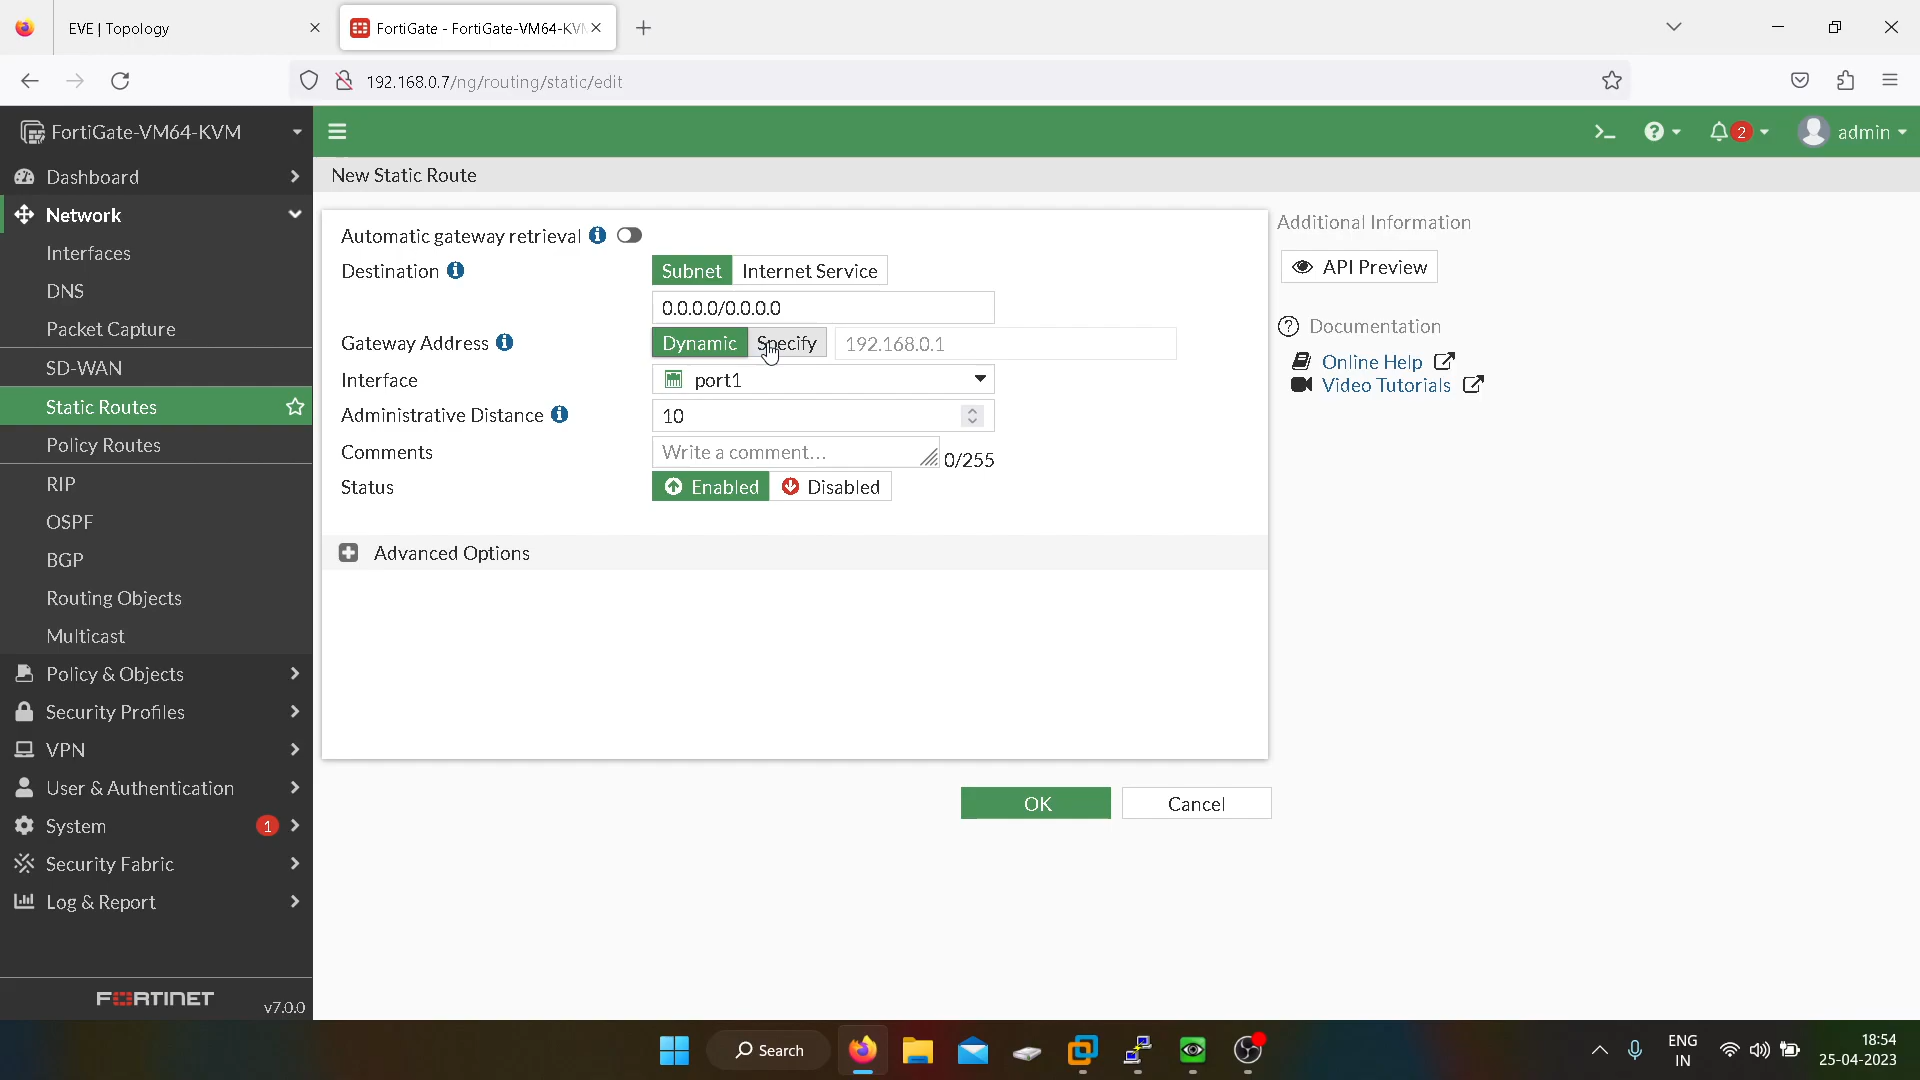 EVE | Topology
FortiGate - FortiGate-VM64-KVM
192.168.0.7/ng/routing/static/edit
FortiGate-VM64-KVM
2
admin
Dashboard
Network
Interfaces
DNS
Packet Capture
SD-WAN
Static Routes
Policy Routes
RIP
OSPF
BGP
Routing Objects
Multicast
Policy & Objects
Security Profiles
VPN
User & Authentication
System 1
Security Fabric
Log & Report
FORTINET v7.0.0
New Static Route
Automatic gateway retrieval
Destination Subnet Internet Service
0.0.0.0/0.0.0.0
Gateway Address Dynamic Specify 192.168.0.1
Interface port1
Administrative Distance 10
Comments Write a comment... 0/255
Status Enabled Disabled
Advanced Options
OK Cancel
Additional Information
API Preview
Documentation
Online Help
Video Tutorials
Search
ENG
IN
18:54
25-04-2023